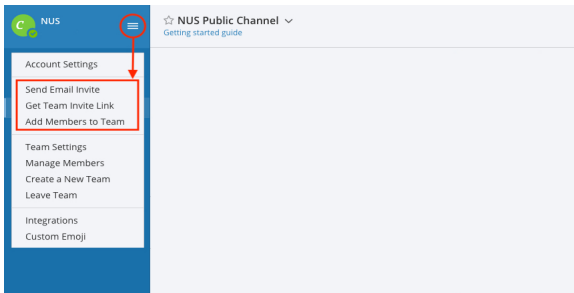 C
NUS
NUS Public Channel
Getting started guide
Account Settings
Send Email Invite
Get Team Invite Link
Add Members to Team
Team Settings
Manage Members
Create a New Team
Leave Team
Integrations
Custom Emoji